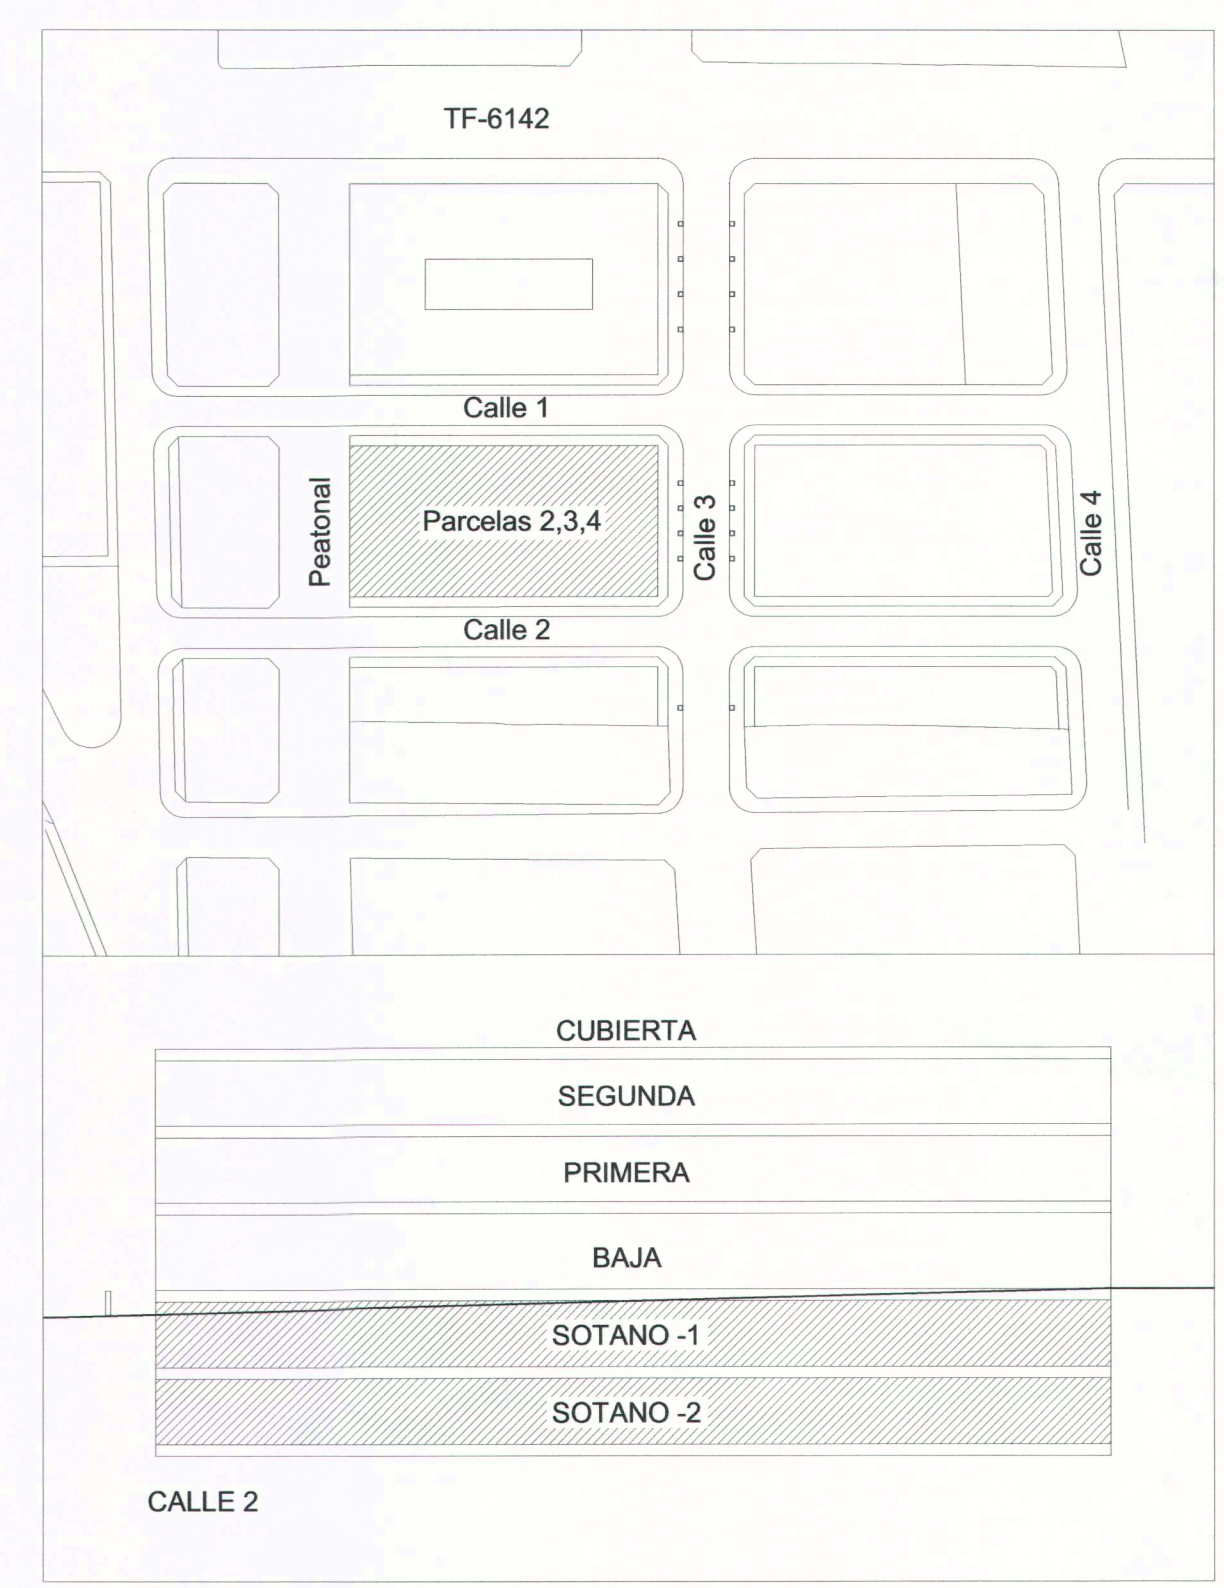 TF-6142
Calle 1
Peatonal
Parcelas 2,3,4
Calle 3
Calle 4
Calle 2
CUBIERTA
SEGUNDA
PRIMERA
BAJA
SOTANO -1
SOTANO -2
CALLE 2